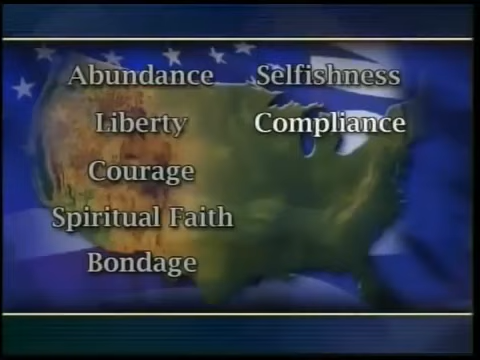 Abundance Selfishness
Liberty Compliance
Courage
Spiritual Faith
Bondage